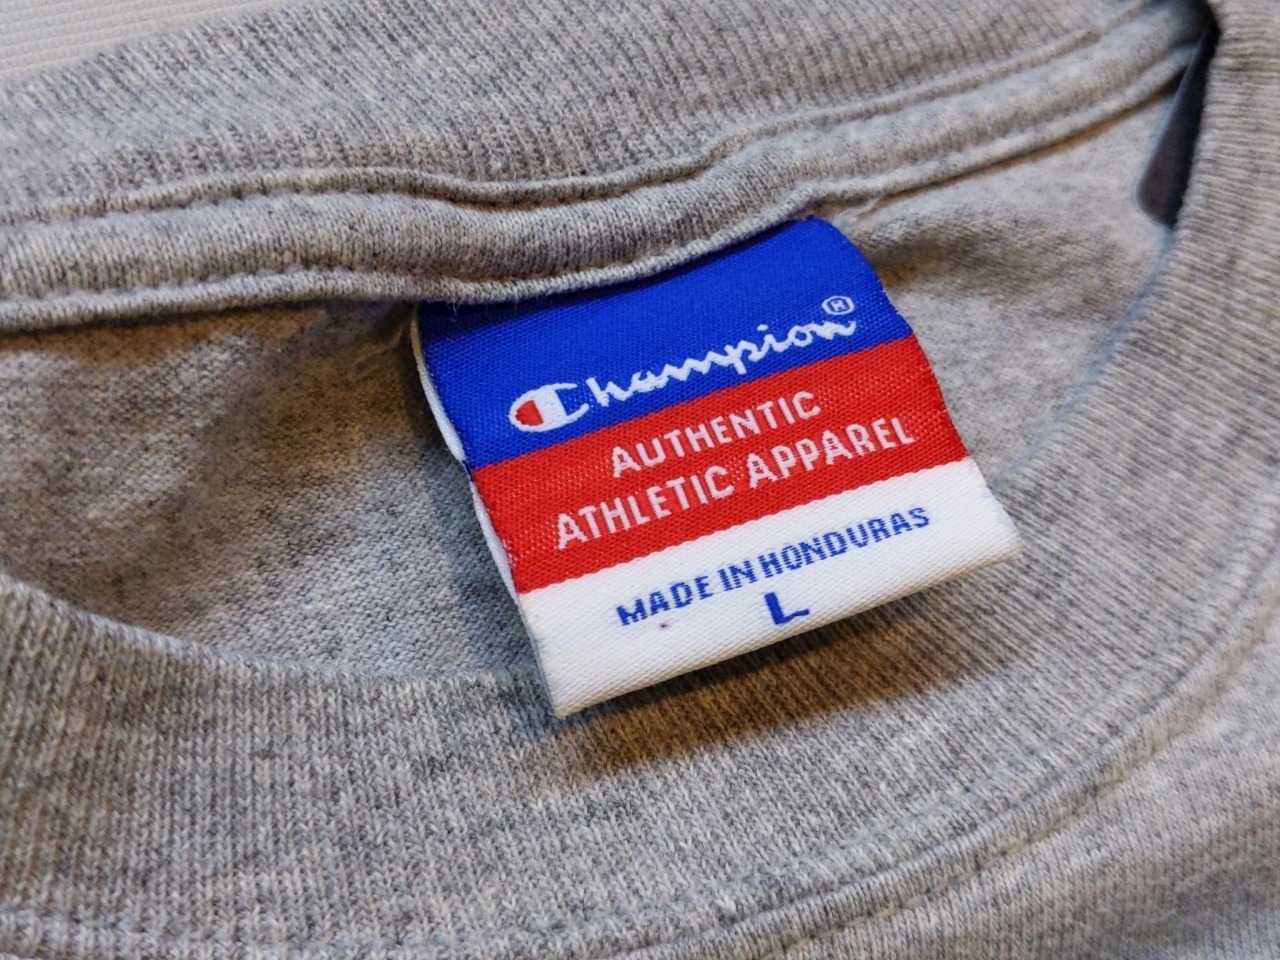 Champion®
AUTHENTIC
ATHLETIC APPAREL
MADE IN HONDURAS
L